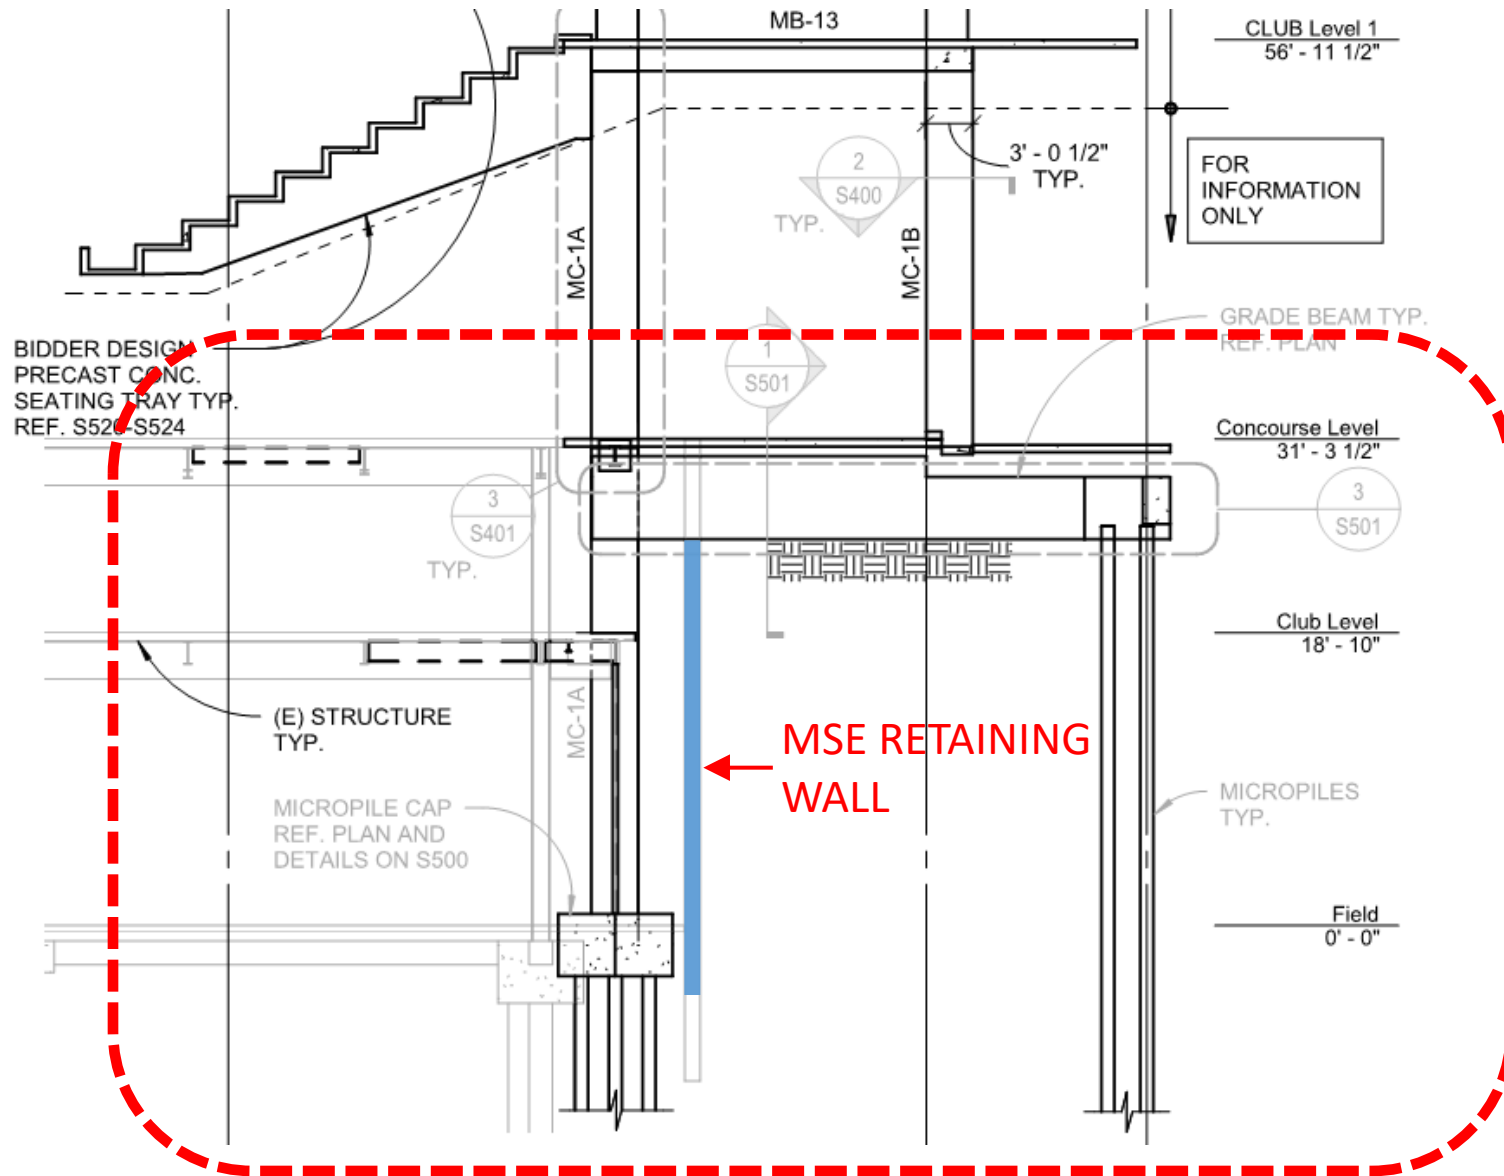 MB-13
CLUB Level 1
56' - 11 1/2"
3' - 0 1/2"
TYP.
FOR
INFORMATION
ONLY
2
S400
TYP.
MC-1A
MC-1B
GRADE BEAM TYP.
REF. PLAN
BIDDER DESIGN
PRECAST CONC.
SEATING TRAY TYP.
REF. S520-S524
1
S501
Concourse Level
31' - 3 1/2"
3
S401
TYP.
3
S501
Club Level
18' - 10"
(E) STRUCTURE
TYP.
MC-1A
MSE RETAINING
WALL
MICROPILE CAP
REF. PLAN AND
DETAILS ON S500
MICROPILES
TYP.
Field
0' - 0"